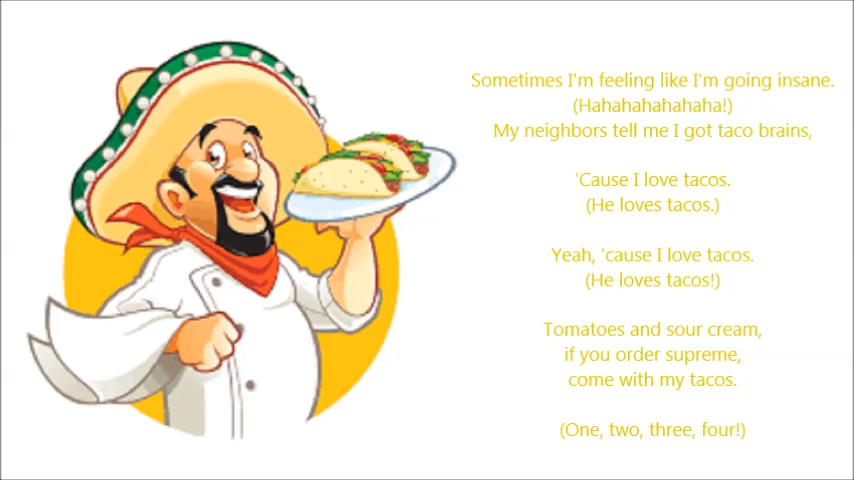 Sometimes I'm feeling like I'm going insane.
(Hahahahahahaha!)
My neighbors tell me I got taco brains,
'Cause I love tacos.
(He loves tacos.)
Yeah, 'cause I love tacos.
(He loves tacos!)
Tomatoes and sour cream,
if you order supreme,
come with my tacos.
(One, two, three, four!)